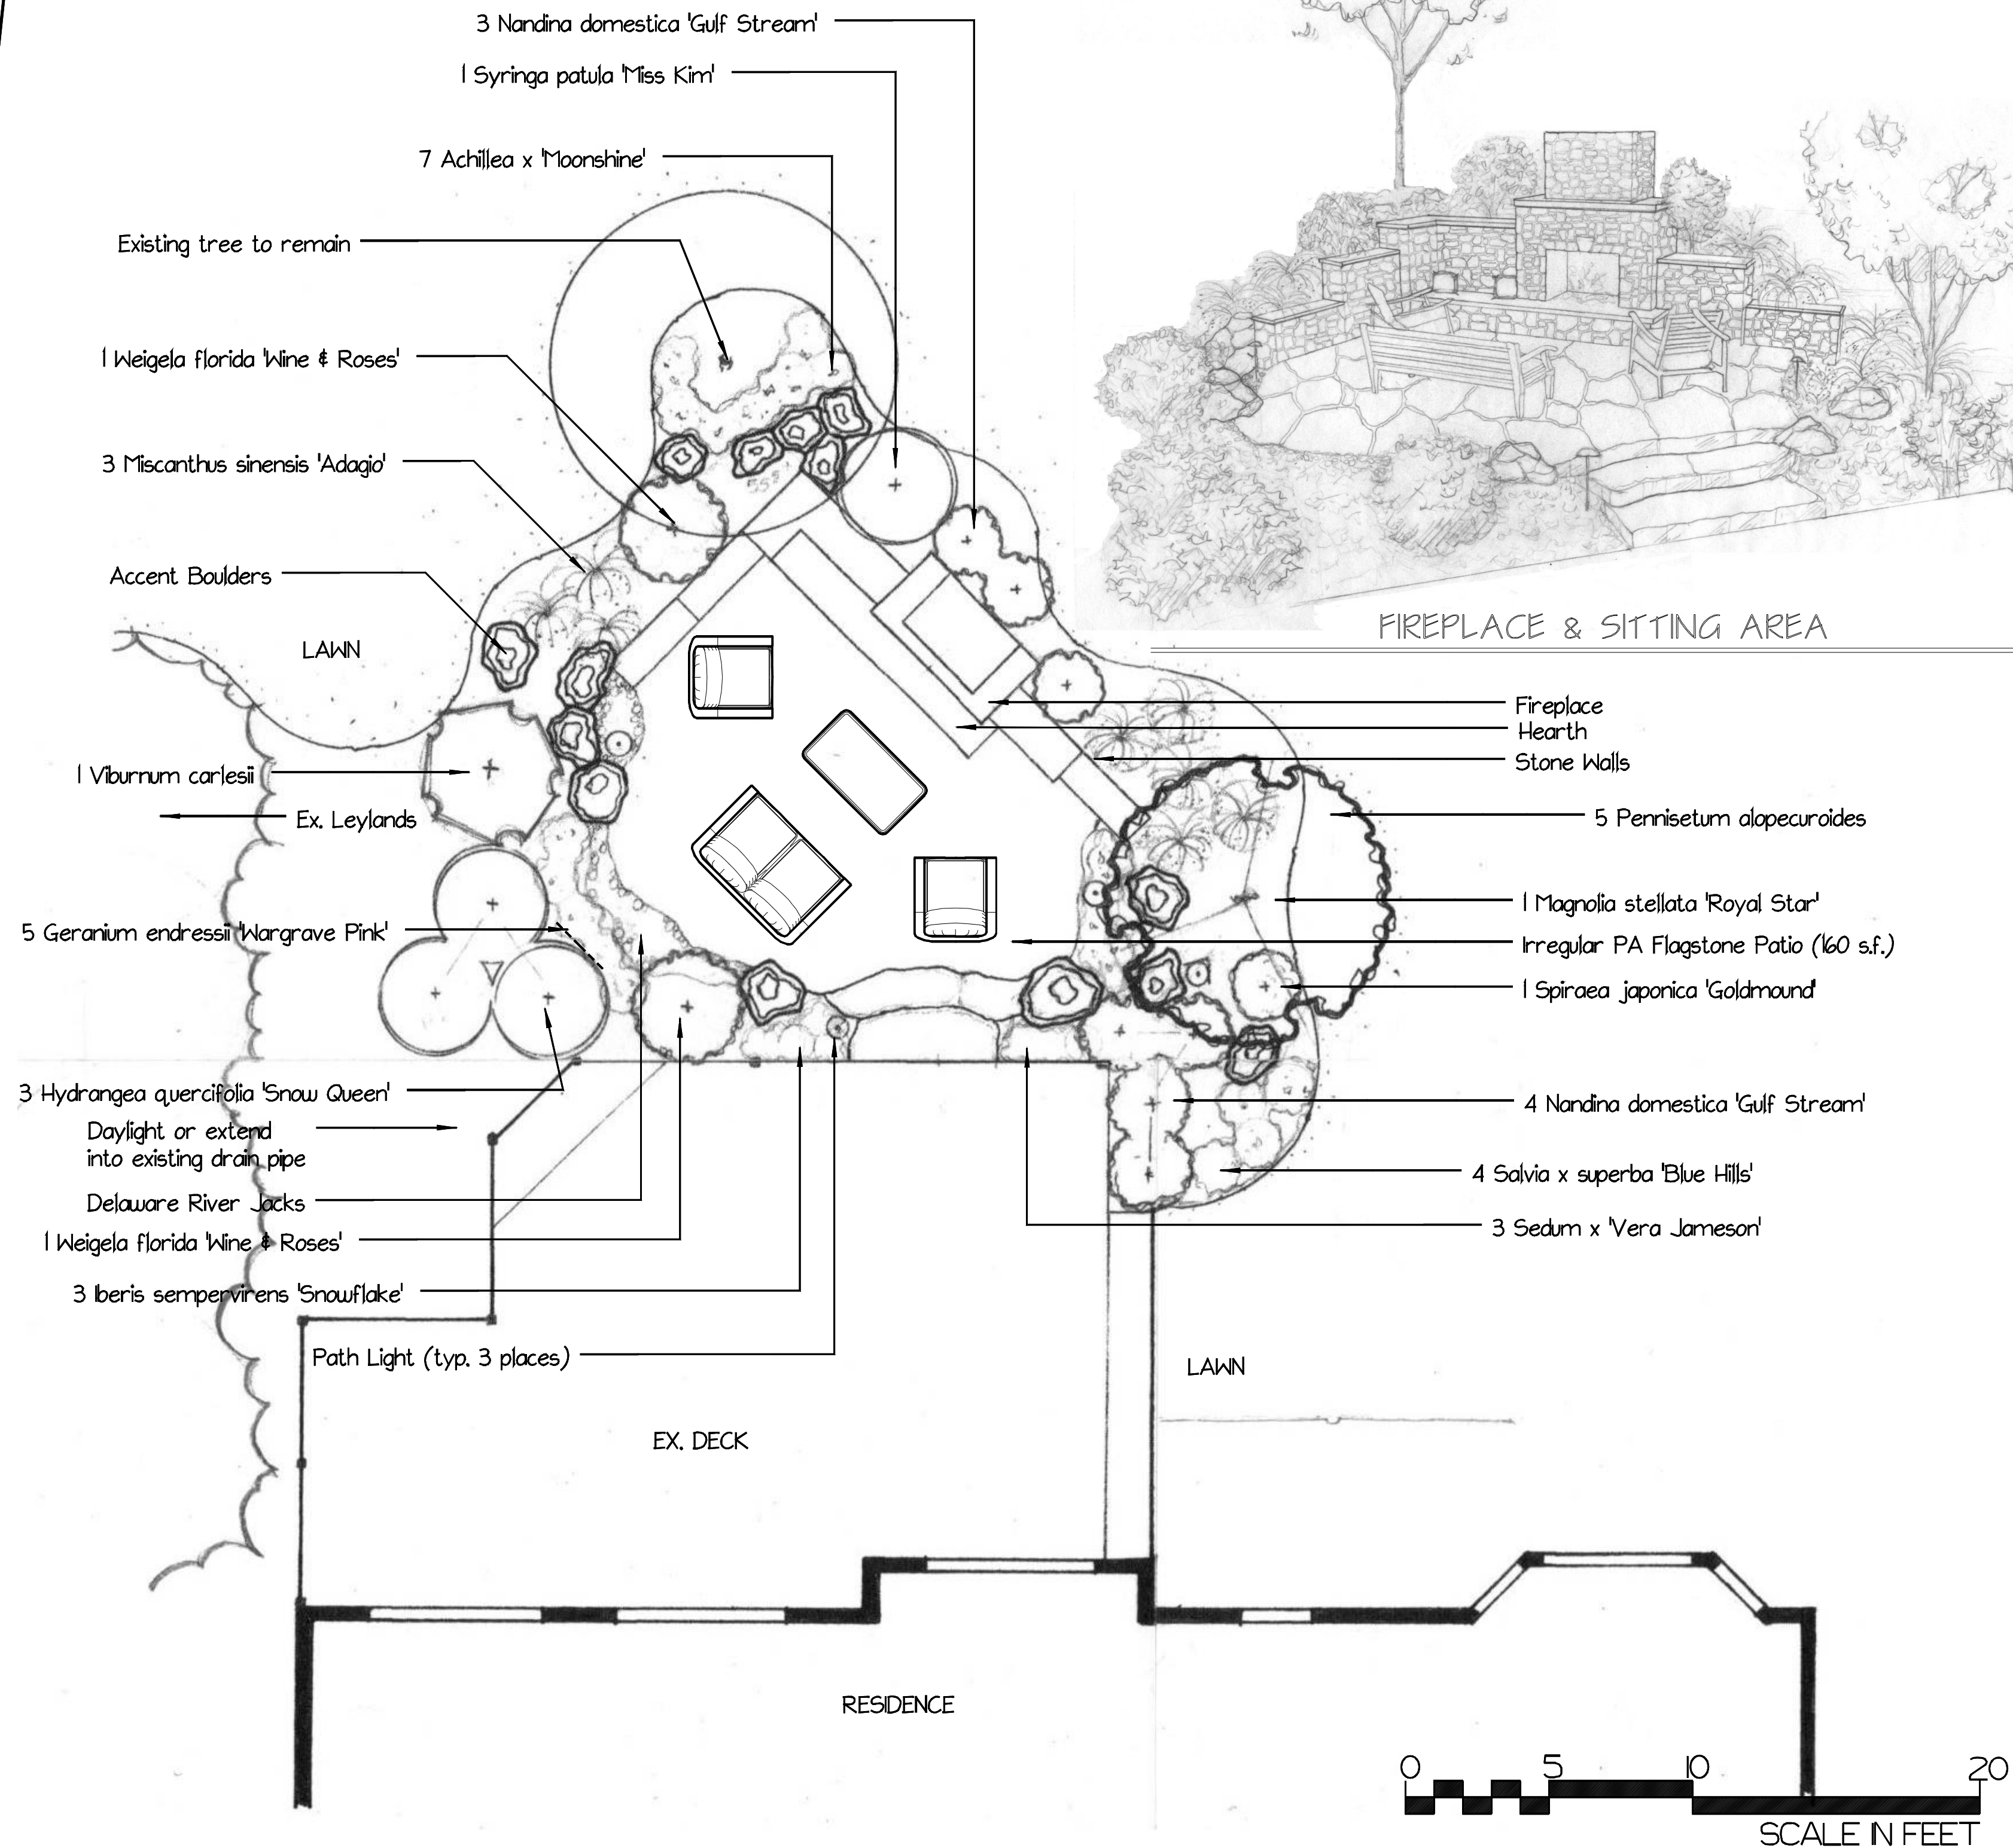 3 Nandina domestica 'Gulf Stream'
1 Syringa patula 'Miss Kim'
7 Achillea x 'Moonshine'
Existing tree to remain
1 Weigela florida 'Wine & Roses'
3 Miscanthus sinensis 'Adagio'
Accent Boulders
LAWN
1 Viburnum carlesii
Ex. Leylands
5 Geranium endressii 'Wargrave Pink'
3 Hydrangea quercifolia 'Snow Queen'
Daylight or extend
into existing drain pipe
Delaware River Jacks
1 Weigela florida 'Wine & Roses'
3 Iberis sempervirens 'Snowflake'
Path Light (typ. 3 places)
FIREPLACE & SITTING AREA
Fireplace
Hearth
Stone Walls
5 Pennisetum alopecuroides
1 Magnolia stellata 'Royal Star'
Irregular PA Flagstone Patio (160 s.f.)
1 Spiraea japonica 'Goldmound'
4 Nandina domestica 'Gulf Stream'
4 Salvia x superba 'Blue Hills'
3 Sedum x 'Vera Jameson'
LAWN
EX. DECK
RESIDENCE
0 5 10 20
SCALE IN FEET